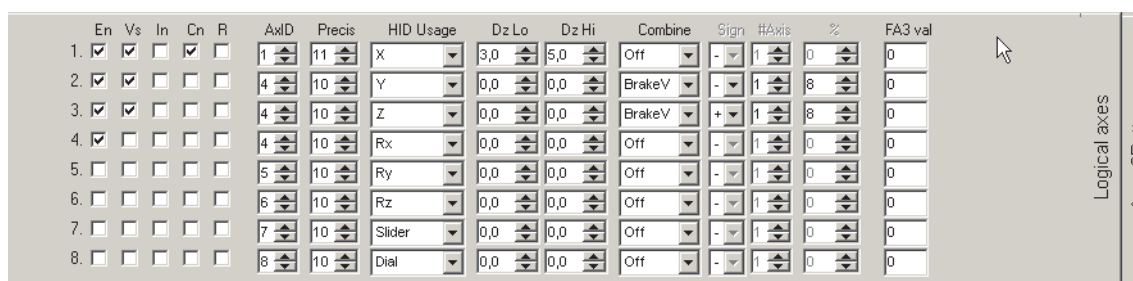 En Vs In Cn R AxID Precis HID Usage Dz Lo Dz Hi Combine Sign #Axis % FA3 val
1. 1 11 X 3,0 5,0 Off - 1 0 0
2. 4 10 Y 0,0 0,0 BrakeV - 1 8 0
3. 4 10 Z 0,0 0,0 BrakeV + 1 8 0
4. 4 10 Rx 0,0 0,0 Off - 1 0 0
5. 5 10 Ry 0,0 0,0 Off - 1 0 0
6. 6 10 Rz 0,0 0,0 Off - 1 0 0
7. 7 10 Slider 0,0 0,0 Off - 1 0 0
8. 8 10 Dial 0,0 0,0 Off - 1 0 0
Logical axes